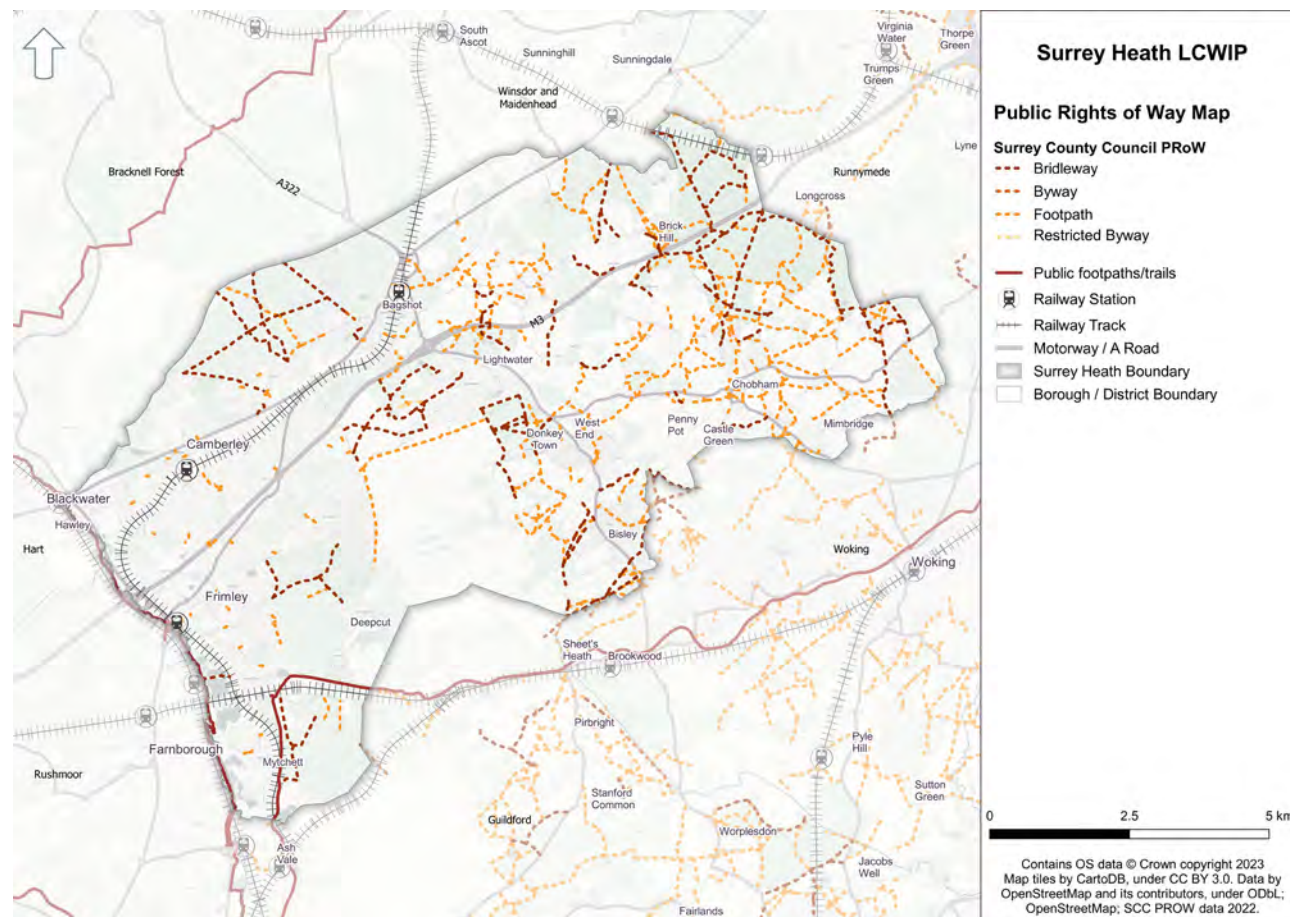 Surrey Heath LCWIP
Public Rights of Way Map
Surrey County Council PRoW
Bridleway
Byway
Footpath
Restricted Byway
Public footpaths/trails
Railway Station
Railway Track
Motorway / A Road
Surrey Heath Boundary
Borough / District Boundary
0 2.5 5 km
Contains OS data © Crown copyright 2023
Map tiles by CartoDB, under CC BY 3.0. Data by
OpenStreetMap and its contributors, under ODbL;
OpenStreetMap; SCC PROW data 2022.
South
Ascot
Sunninghill
Sunningdale
Virginia
Water
Thorpe
Green
Trumps
Green
Winsdor and
Maidenhead
Lyne
Bracknell Forest
A322
Runnymede
Longcross
Brick
Hill
Bagshot
M3
Lightwater
Chobham
Penny
Pot
Castle
Green
Mimbridge
West
End
Donkey
Town
Camberley
Blackwater
Hawley
Hart
Bisley
Woking
Woking
Frimley
Deepcut
Sheet's
Heath
Brookwood
Pirbright
Farnborough
Mytchett
Rushmoor
Pyle
Hill
Stanford
Common
Sutton
Green
Guildford
Worplesdon
Ash
Vale
Jacobs
Well
Fairlands